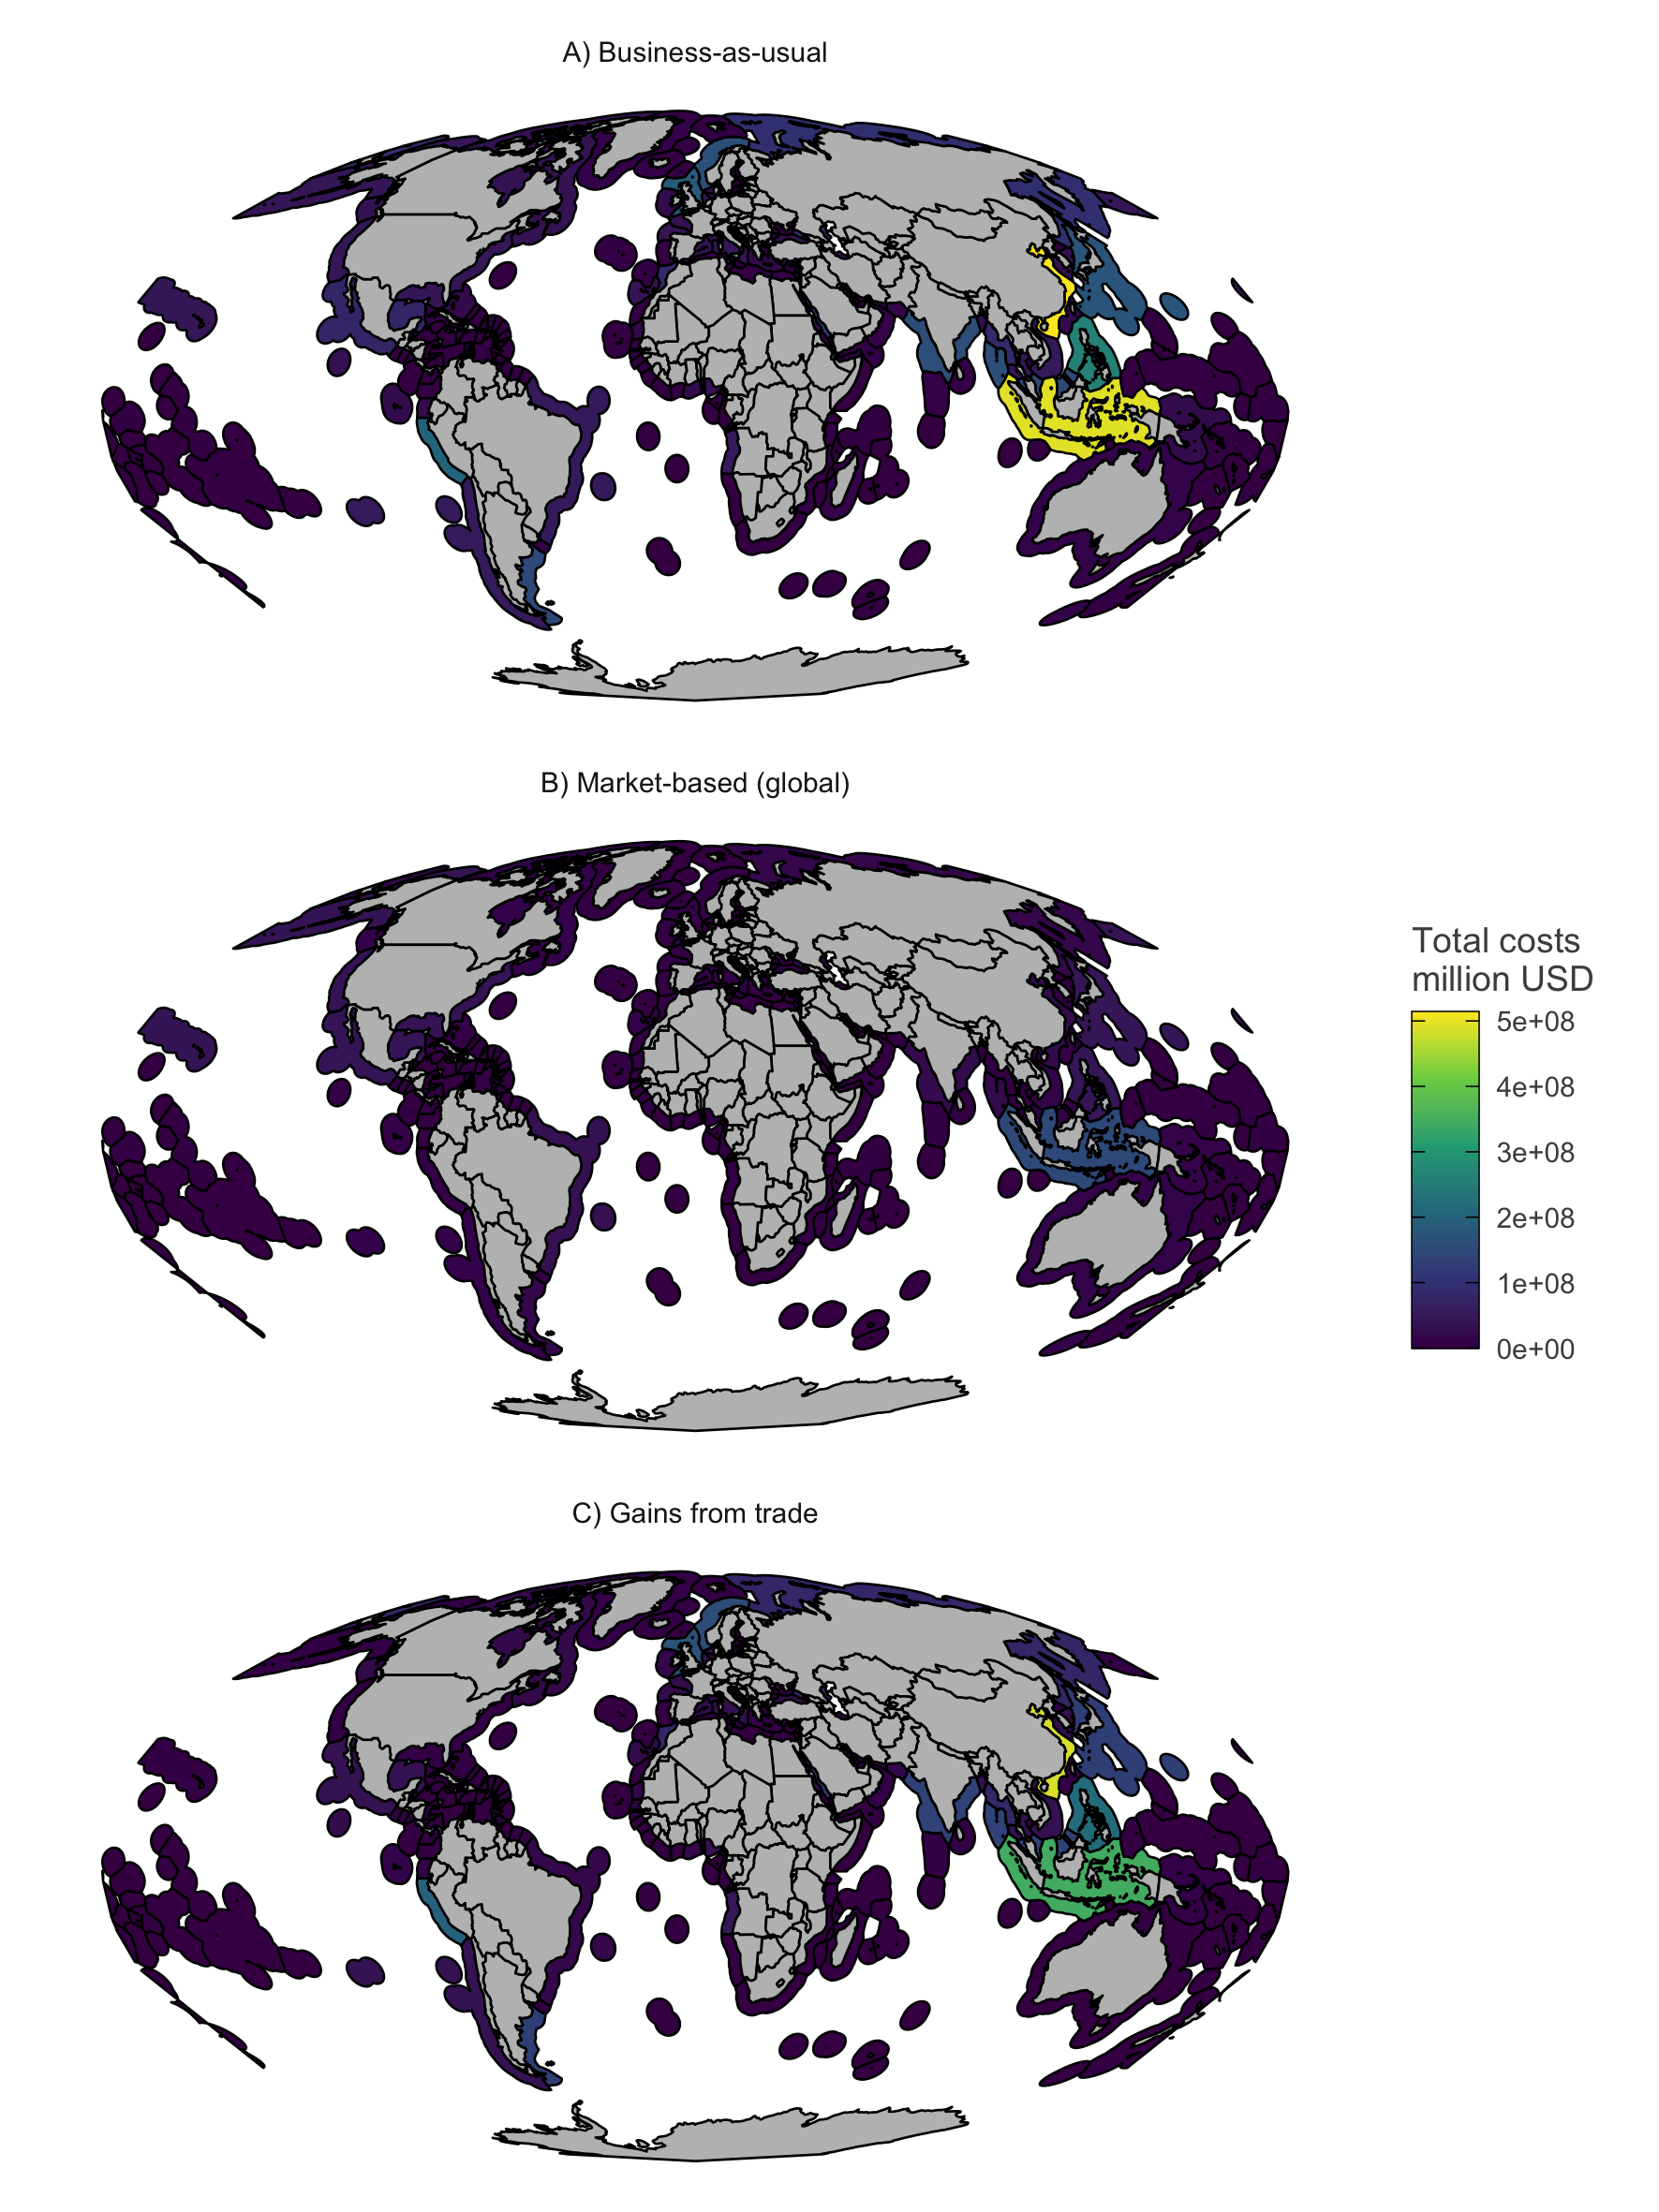 A) Business-as-usual
B) Market-based (global)
Total costs
million USD
5e+08
4e+08
3e+08
2e+08
1e+08
0e+00
C) Gains from trade